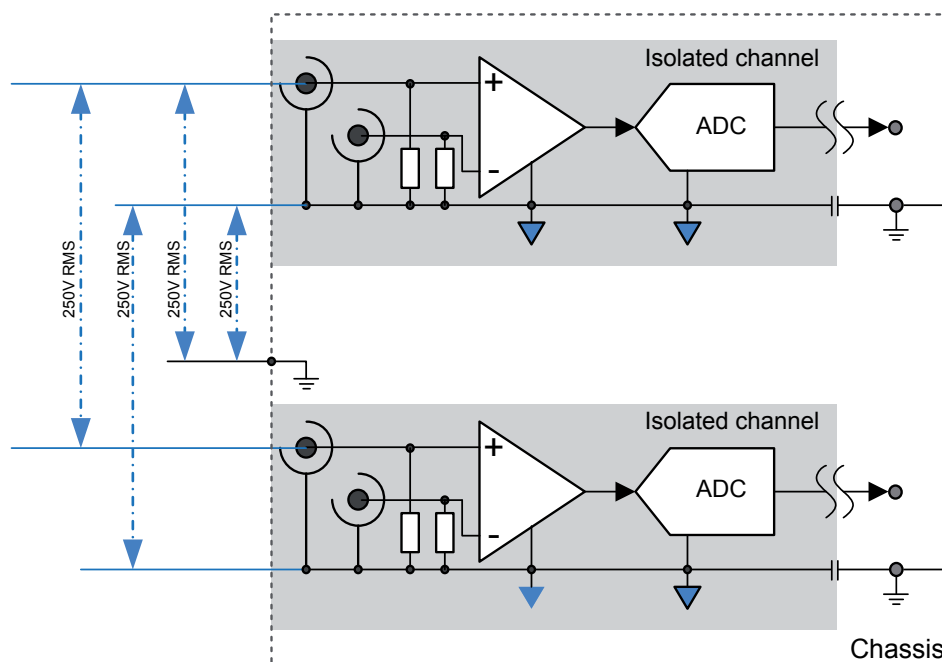 Isolated channel
+
ADC
-
250V RMS
250V RMS
250V RMS
250V RMS
Isolated channel
+
ADC
-
Chassis